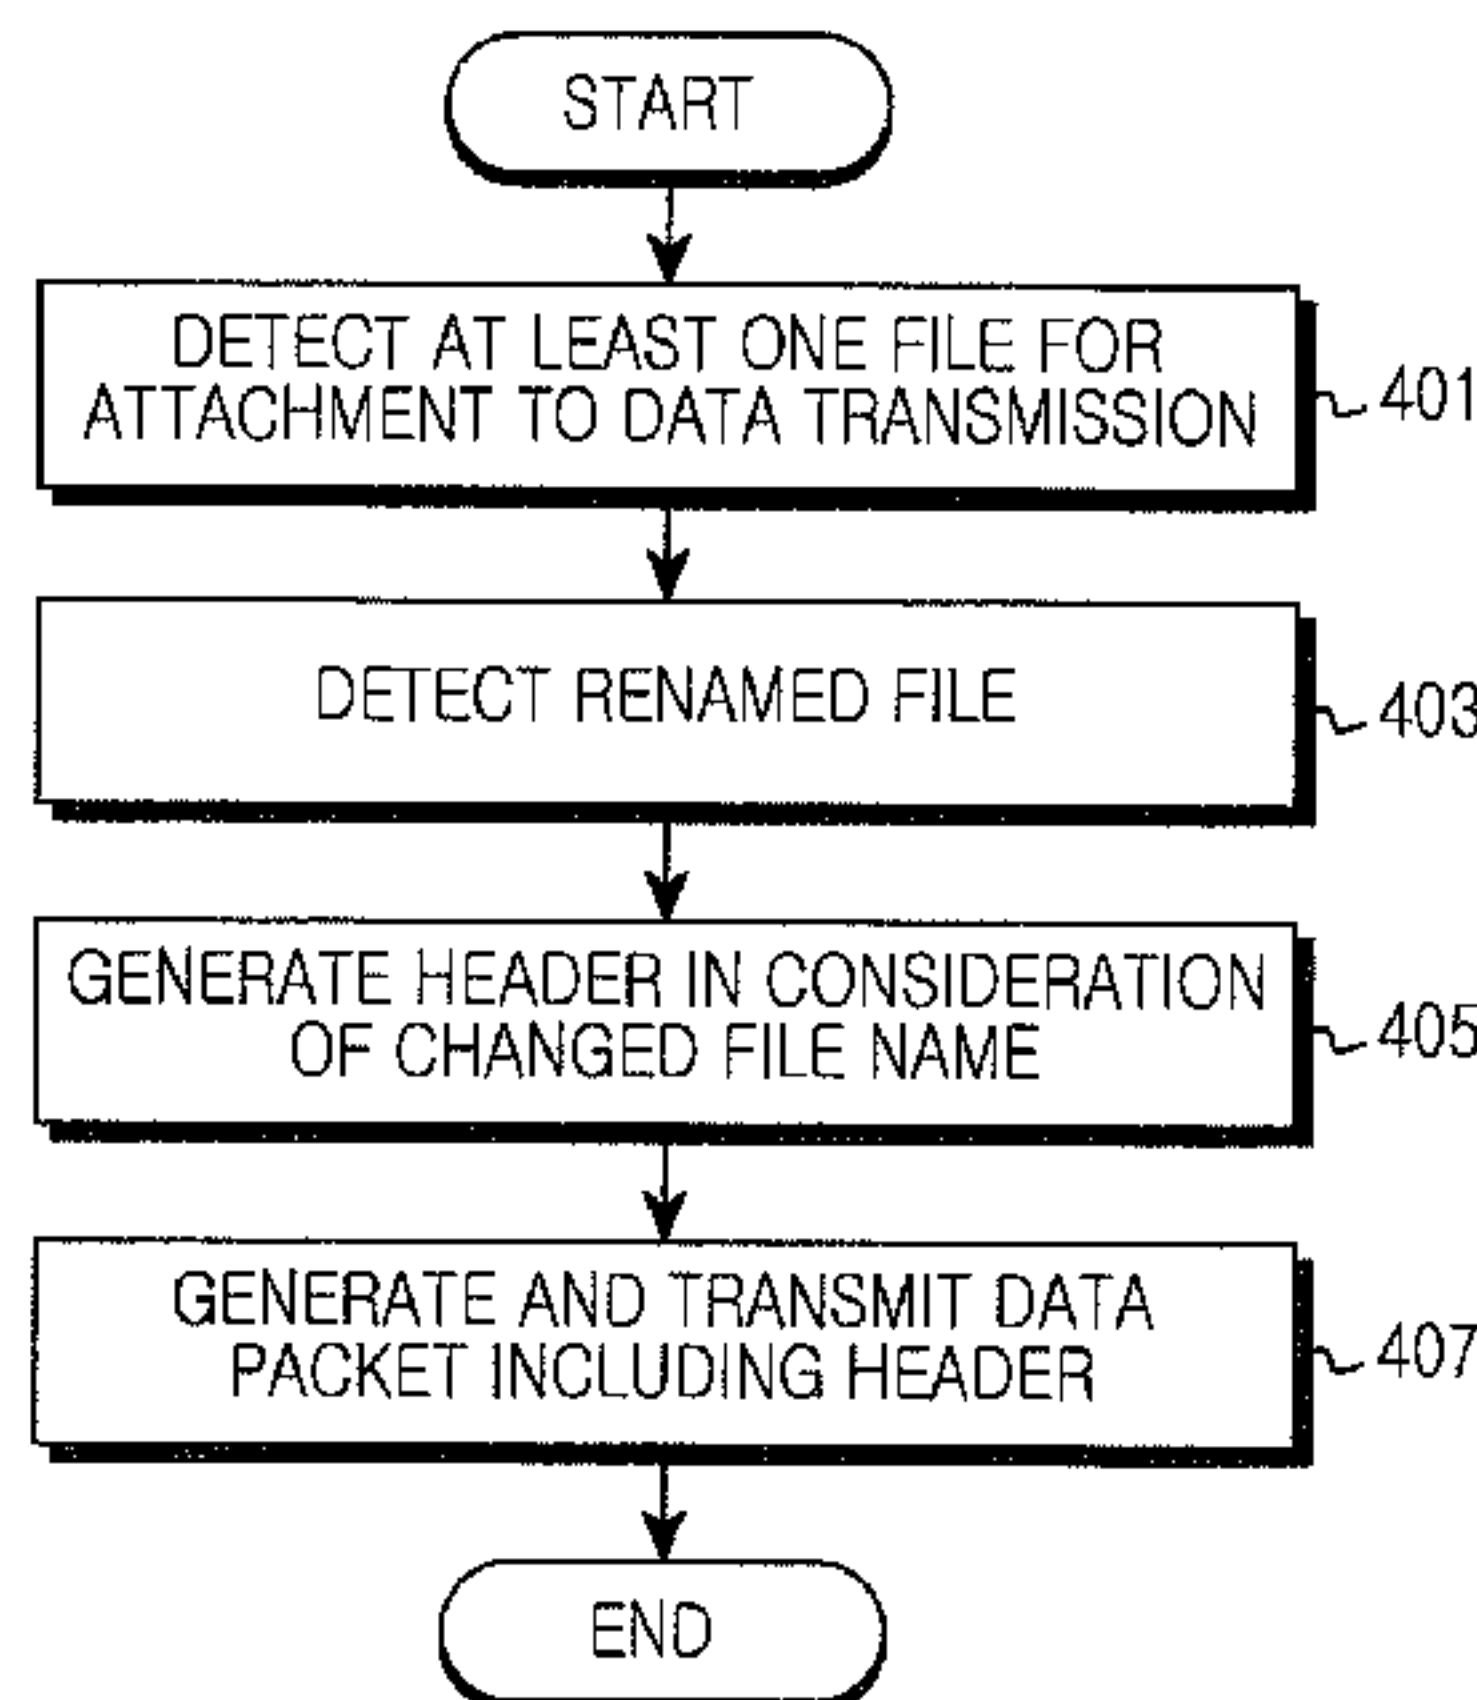 START
DETECT AT LEAST ONE FILE FOR
ATTACHMENT TO DATA TRANSMISSION
401
DETECT RENAMED FILE
403
GENERATE HEADER IN CONSIDERATION
OF CHANGED FILE NAME
405
GENERATE AND TRANSMIT DATA
PACKET INCLUDING HEADER
407
END